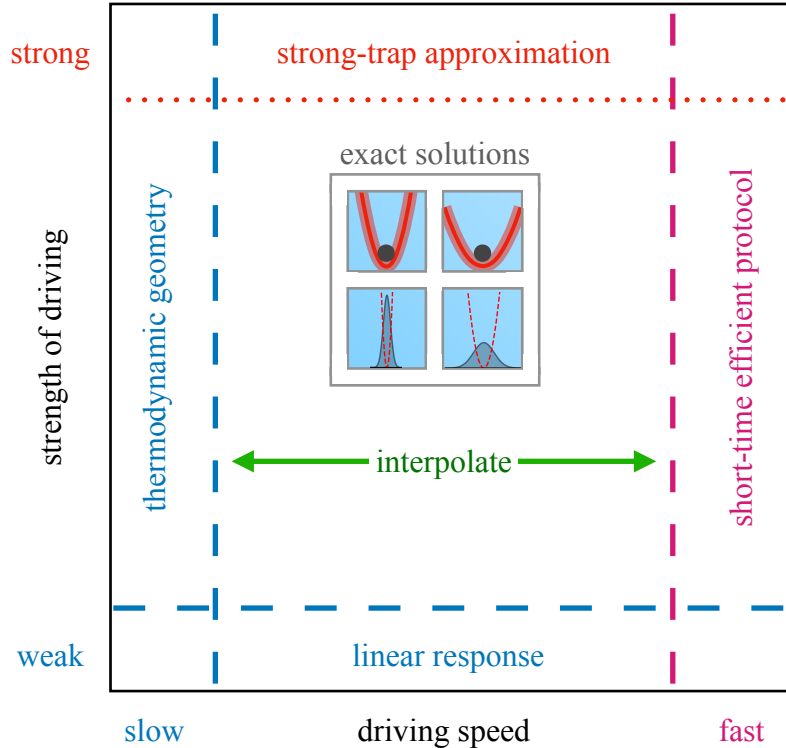 strong
strong-trap approximation
exact solutions
strength of driving
thermodynamic geometry
short-time efficient protocol
interpolate
weak
linear response
slow
driving speed
fast